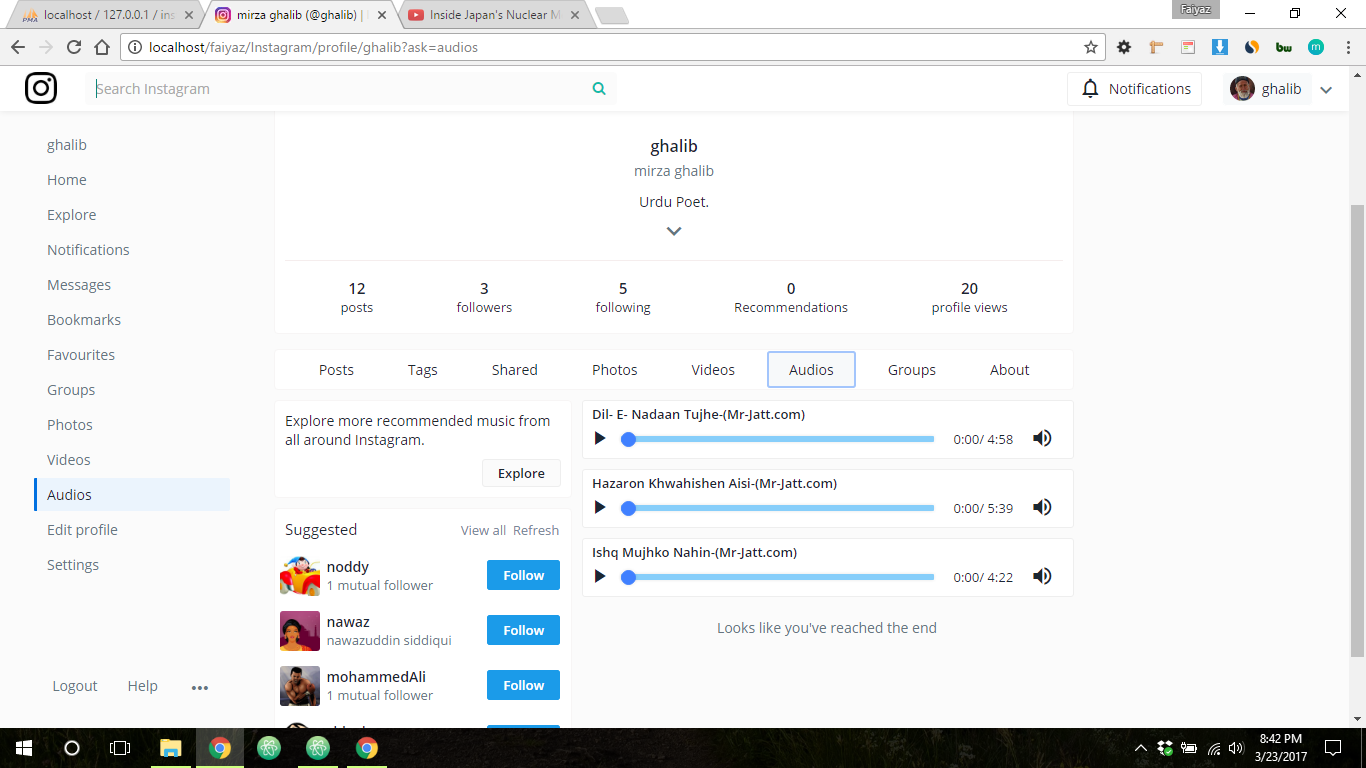 localhost / 127.0.0.1 / ins
mirza ghalib (@ghalib) |
Inside Japan's Nuclear M
Faiyaz
localhost/faiyaz/Instagram/profile/ghalib?ask=audios
Search Instagram
Notifications
ghalib
ghalib
Home
Explore
Notifications
Messages
Bookmarks
Favourites
Groups
Photos
Videos
Audios
Edit profile
Settings
Logout
Help
ghalib
mirza ghalib
Urdu Poet.
12 3 5 0 20
posts followers following Recommendations profile views
Posts Tags Shared Photos Videos Audios Groups About
Explore more recommended music from
all around Instagram.
Explore
Suggested View all Refresh
noddy
1 mutual follower
Follow
nawaz
nawazuddin siddiqui
Follow
mohammedAli
1 mutual follower
Follow
Dil- E- Nadaan Tujhe-(Mr-Jatt.com)
0:00/ 4:58
Hazaron Khwahishen Aisi-(Mr-Jatt.com)
0:00/ 5:39
Ishq Mujhko Nahin-(Mr-Jatt.com)
0:00/ 4:22
Looks like you've reached the end
8:42 PM
3/23/2017